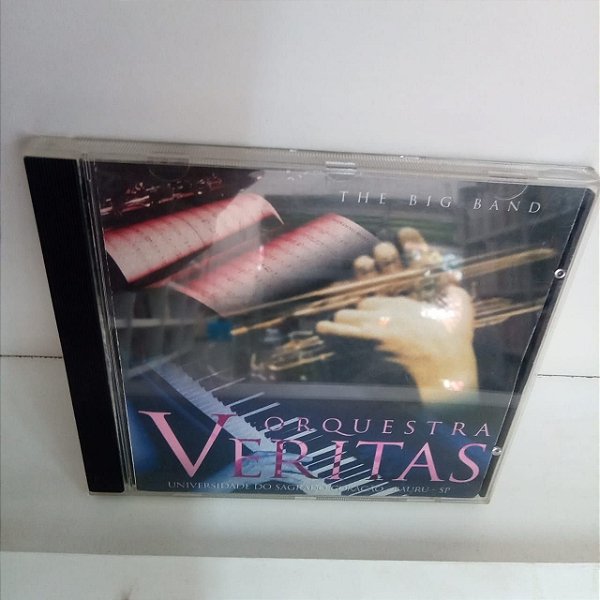 THE BIG BAND
ORQUESTRA
VERITAS
UNIVERSIDADE DO SAGRADO CORAÇÃO - BAURU - SP